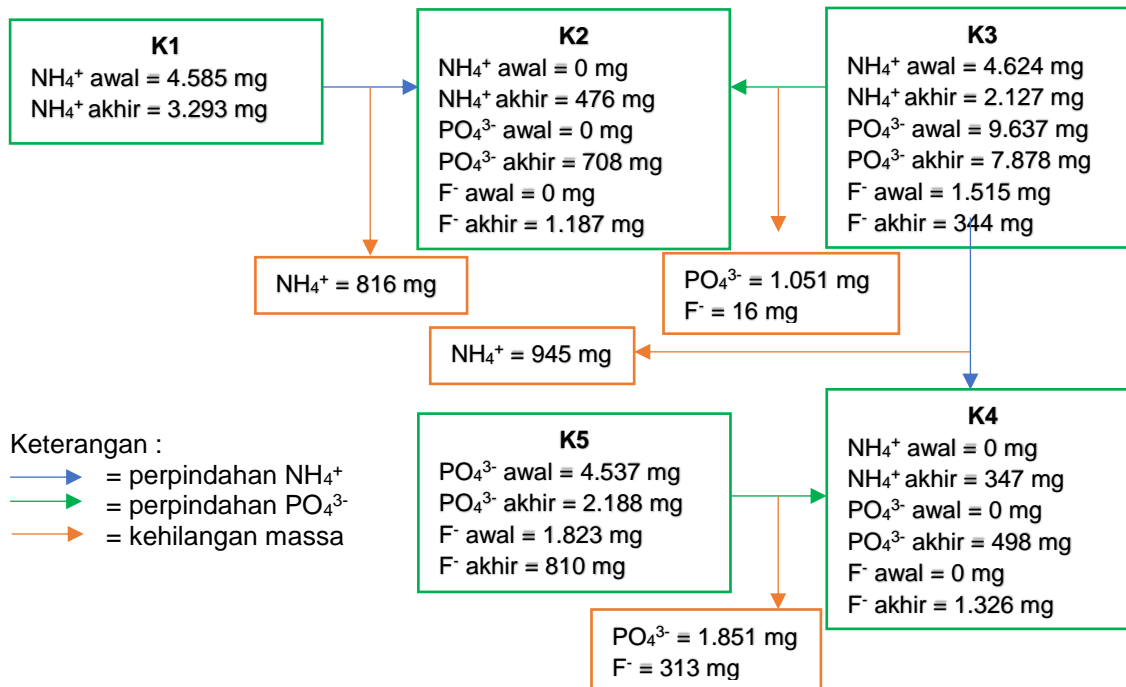 K1
NH₄⁺ awal = 4.585 mg
NH₄⁺ akhir = 3.293 mg
K2
NH₄⁺ awal = 0 mg
NH₄⁺ akhir = 476 mg
PO₄³⁻ awal = 0 mg
PO₄³⁻ akhir = 708 mg
F⁻ awal = 0 mg
F⁻ akhir = 1.187 mg
K3
NH₄⁺ awal = 4.624 mg
NH₄⁺ akhir = 2.127 mg
PO₄³⁻ awal = 9.637 mg
PO₄³⁻ akhir = 7.878 mg
F⁻ awal = 1.515 mg
F⁻ akhir = 344 mg
NH₄⁺ = 816 mg
PO₄³⁻ = 1.051 mg
F⁻ = 16 mg
NH₄⁺ = 945 mg
K5
PO₄³⁻ awal = 4.537 mg
PO₄³⁻ akhir = 2.188 mg
F⁻ awal = 1.823 mg
F⁻ akhir = 810 mg
K4
NH₄⁺ awal = 0 mg
NH₄⁺ akhir = 347 mg
PO₄³⁻ awal = 0 mg
PO₄³⁻ akhir = 498 mg
F⁻ awal = 0 mg
F⁻ akhir = 1.326 mg
PO₄³⁻ = 1.851 mg
F⁻ = 313 mg
Keterangan :
= perpindahan NH₄⁺
= perpindahan PO₄³⁻
= kehilangan massa